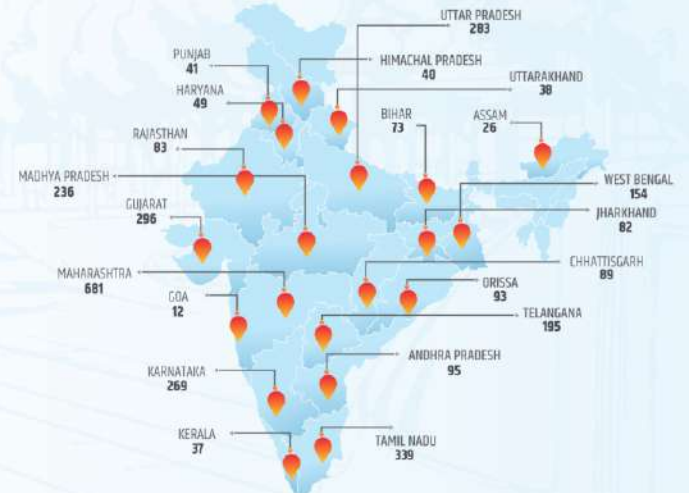 UTTAR PRADESH
283
PUNJAB
41
HIMACHAL PRADESH
40
UTTARAKHAND
38
HARYANA
49
BIHAR
73
ASSAM
26
RAJASTHAN
83
MADHYA PRADESH
236
WEST BENGAL
154
GUJARAT
296
JHARKHAND
82
CHHATTISGARH
89
MAHARASHTRA
681
ORISSA
93
GOA
12
TELANGANA
195
ANDHRA PRADESH
95
KARNATAKA
269
KERALA
37
TAMIL NADU
339